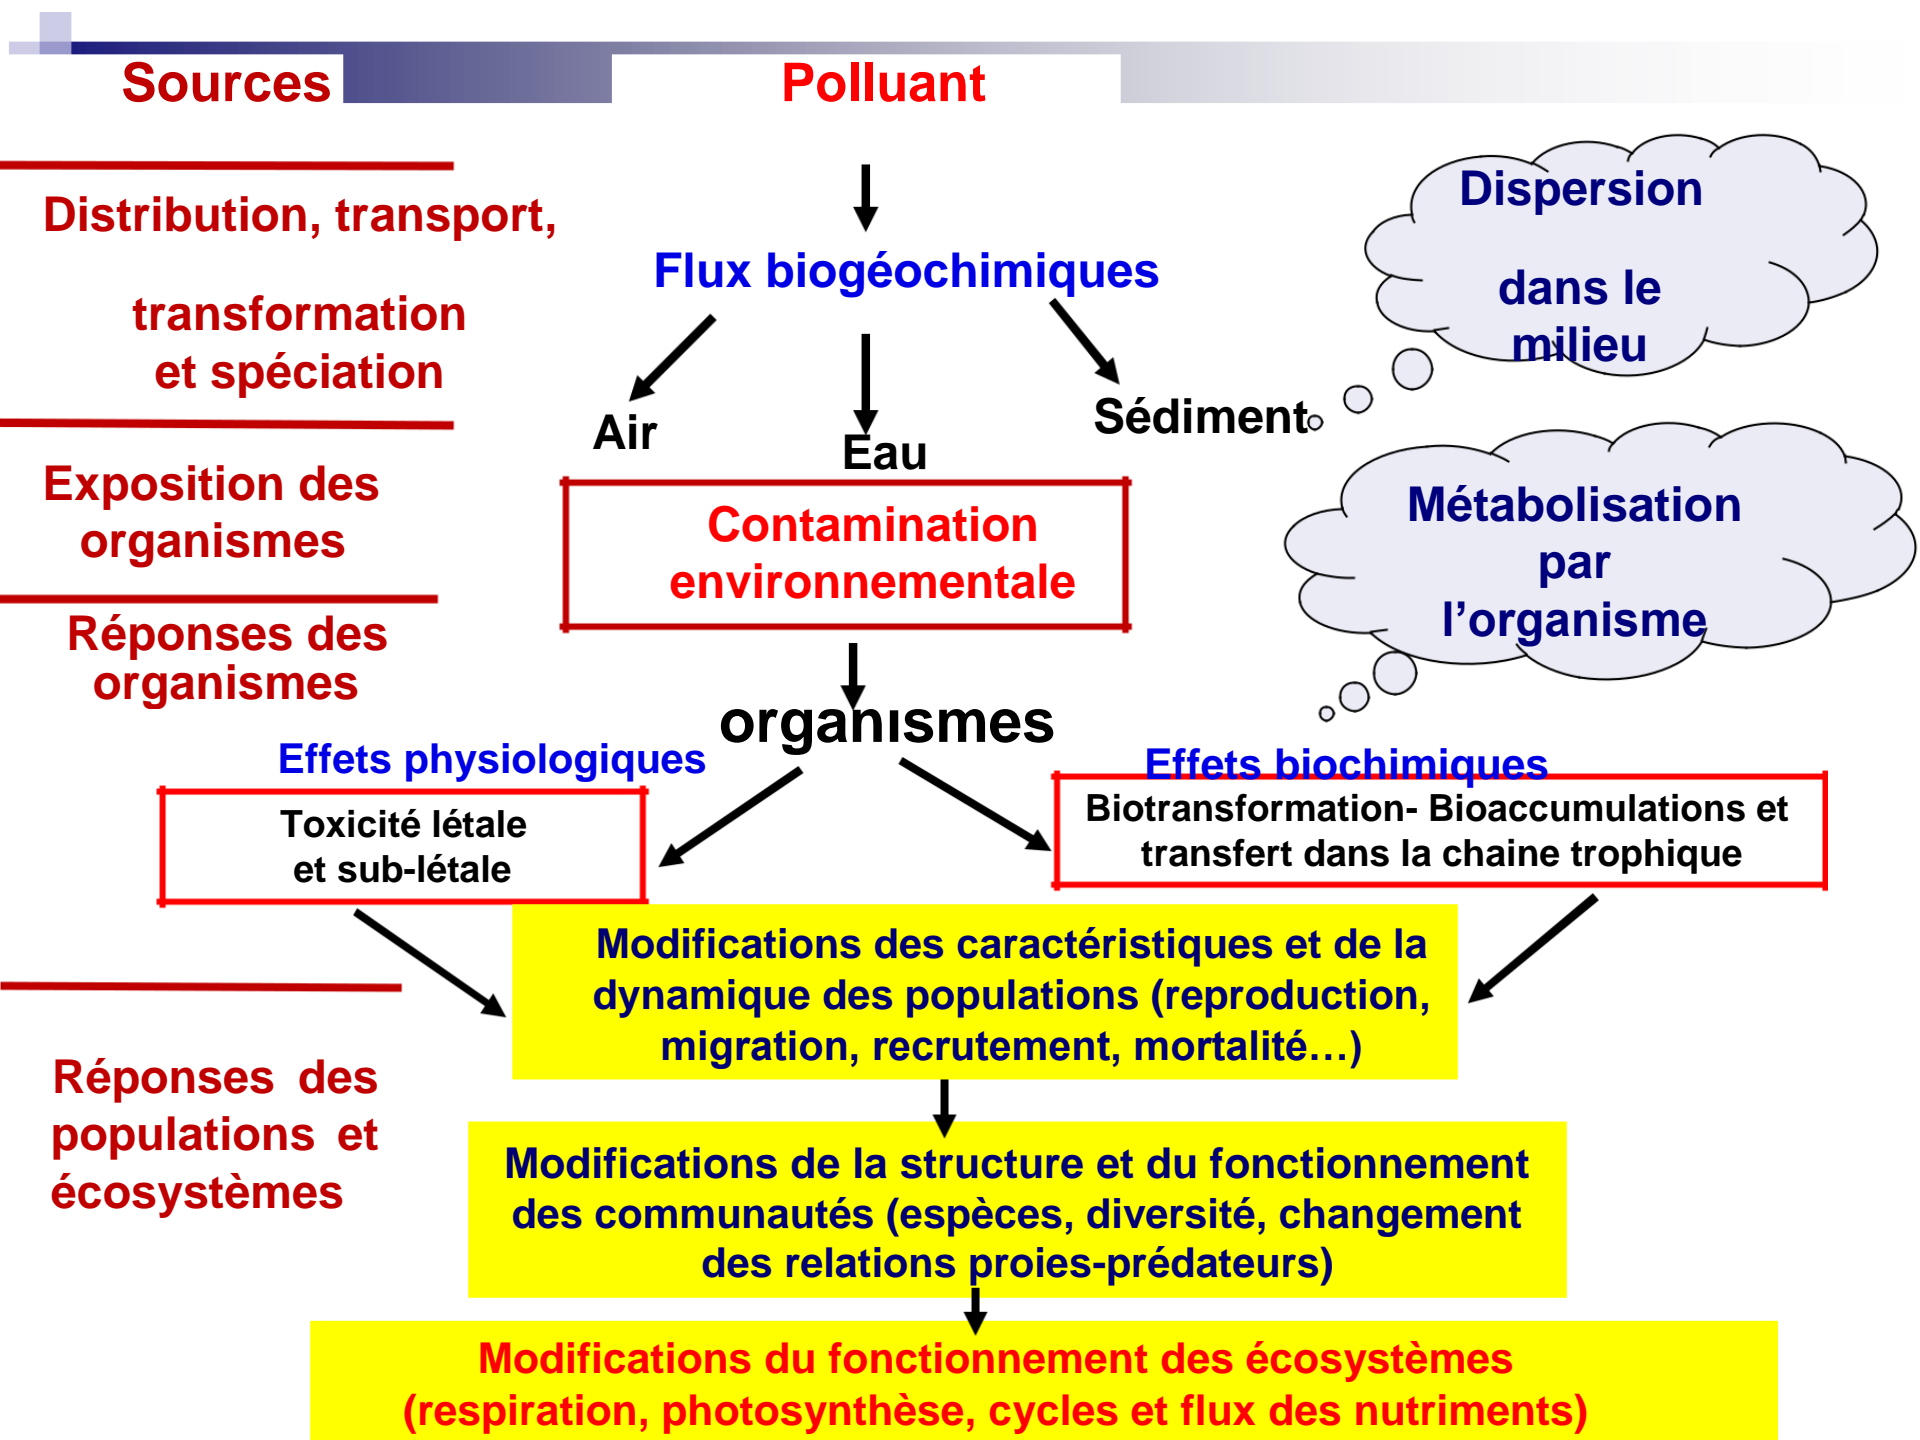 Sources
Polluant
Distribution, transport,
transformation
et spéciation
Flux biogéochimiques
Dispersion
dans le
milieu
Air
Eau
Sédiment
Exposition des
organismes
Contamination
environnementale
Métabolisation
par
l'organisme
Réponses des
organismes
organismes
Effets physiologiques
Effets biochimiques
Toxicité létale
et sub-létale
Biotransformation- Bioaccumulations et
transfert dans la chaine trophique
Modifications des caractéristiques et de la
dynamique des populations (reproduction,
migration, recrutement, mortalité…)
Réponses des
populations et
écosystèmes
Modifications de la structure et du fonctionnement
des communautés (espèces, diversité, changement
des relations proies-prédateurs)
Modifications du fonctionnement des écosystèmes
(respiration, photosynthèse, cycles et flux des nutriments)